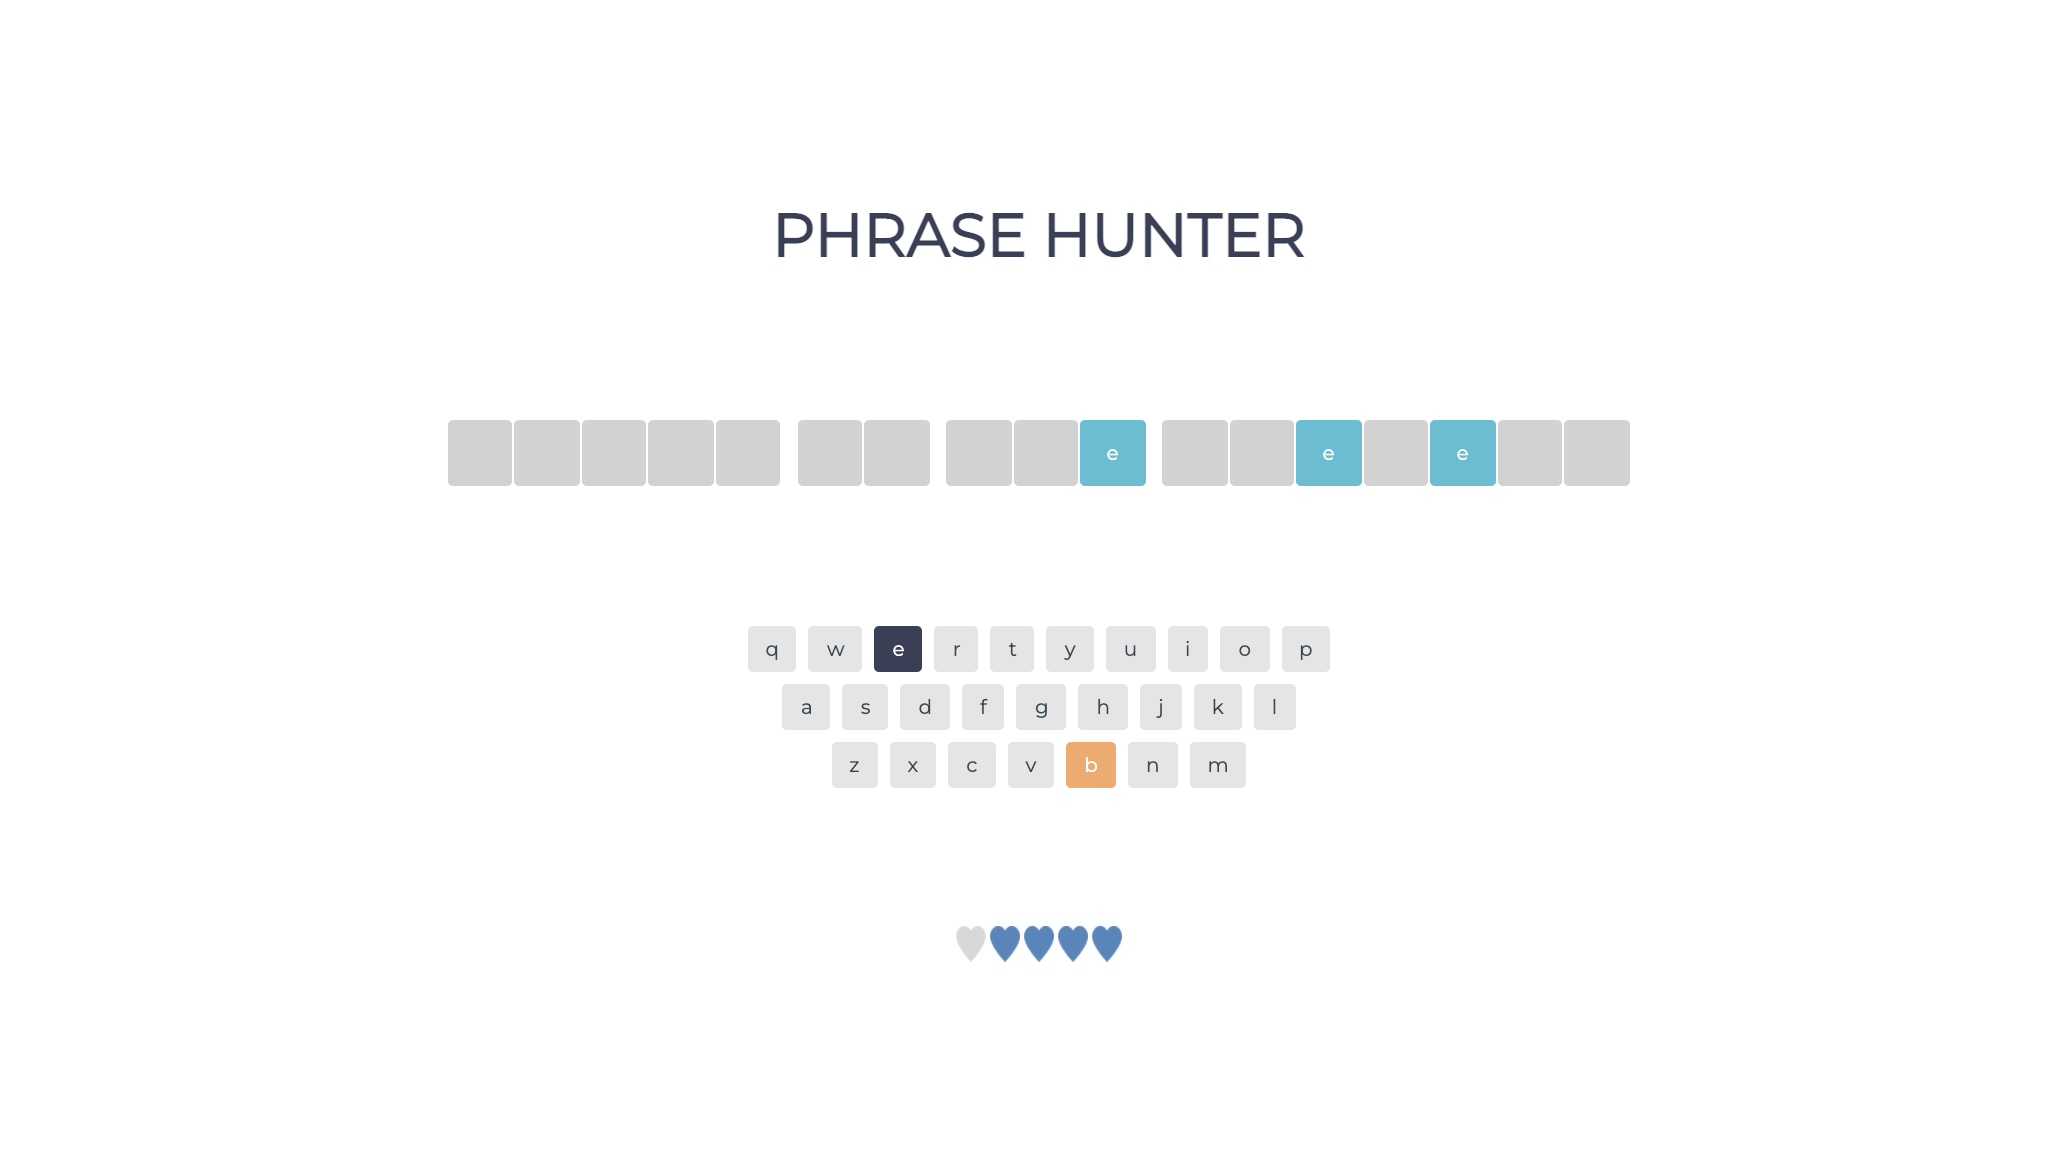 PHRASE HUNTER
e e e
q w e r t y u i o p
a s d f g h j k l
z x c v b n m